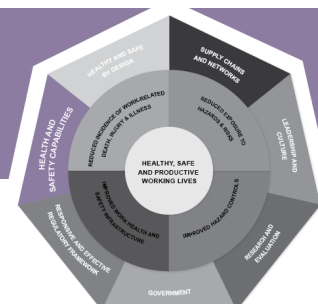 HEALTHY AND SAFE
BY DESIGN
SUPPLY CHAINS
AND NETWORKS
LEADERSHIP AND
CULTURE
RESEARCH AND
EVALUATION
GOVERNMENT
RESPONSIVE AND EFFECTIVE
REGULATORY FRAMEWORK
HEALTH AND
SAFETY CAPABILITIES
REDUCED INCIDENCE OF WORK-RELATED
DEATH, INJURY & ILLNESS
REDUCED EXPOSURE TO
HAZARDS & RISKS
IMPROVED HAZARD CONTROLS
IMPROVED WORK HEALTH AND
SAFETY INFRASTRUCTURE
HEALTHY, SAFE
AND PRODUCTIVE
WORKING LIVES